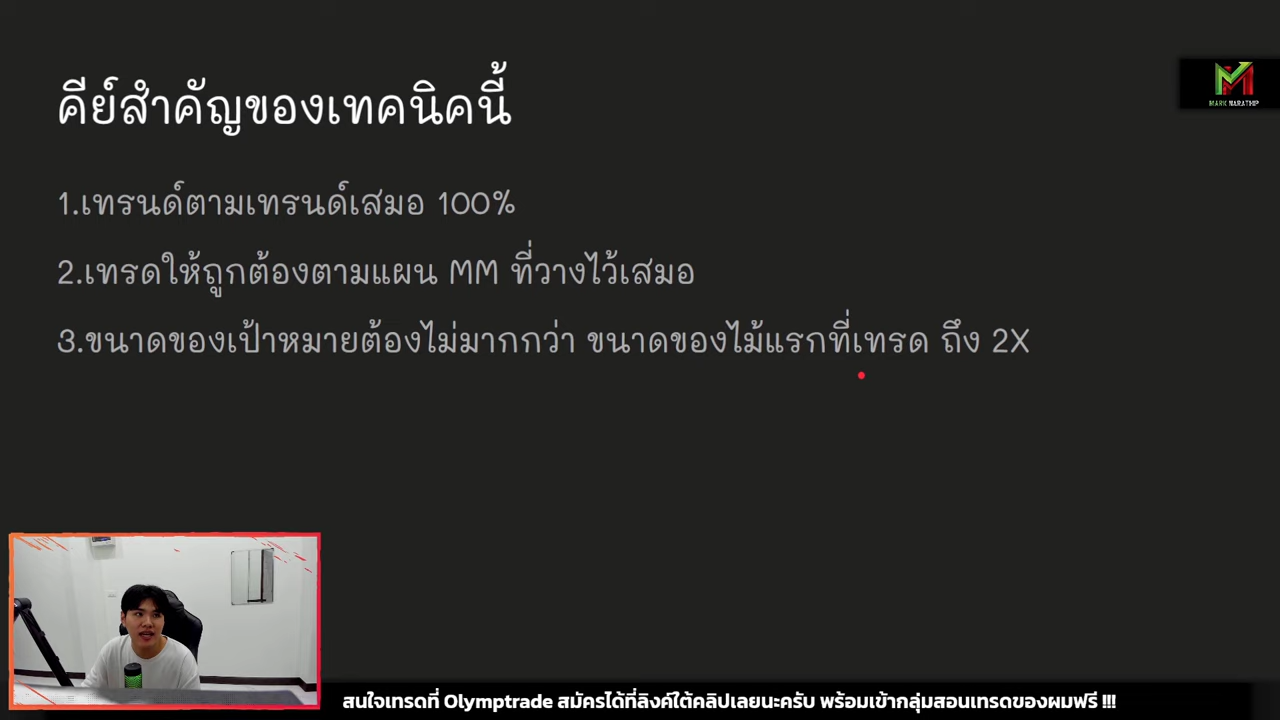 คีย์สำคัญของเทคนิคนี้
MARK NARATHIP
1.เทรนด์ตามเทรนด์เสมอ 100%
2.เทรดให้ถูกต้องตามแผน MM ที่วางไว้เสมอ
3.ขนาดของเป้าหมายต้องไม่มากกว่า ขนาดของไม้แรกที่เทรด ถึง 2X
สนใจเทรดที่ Olymptrade สมัครได้ที่ลิงค์ใต้คลิปเลยนะครับ พร้อมเข้ากลุ่มสอนเทรดของผมฟรี !!!